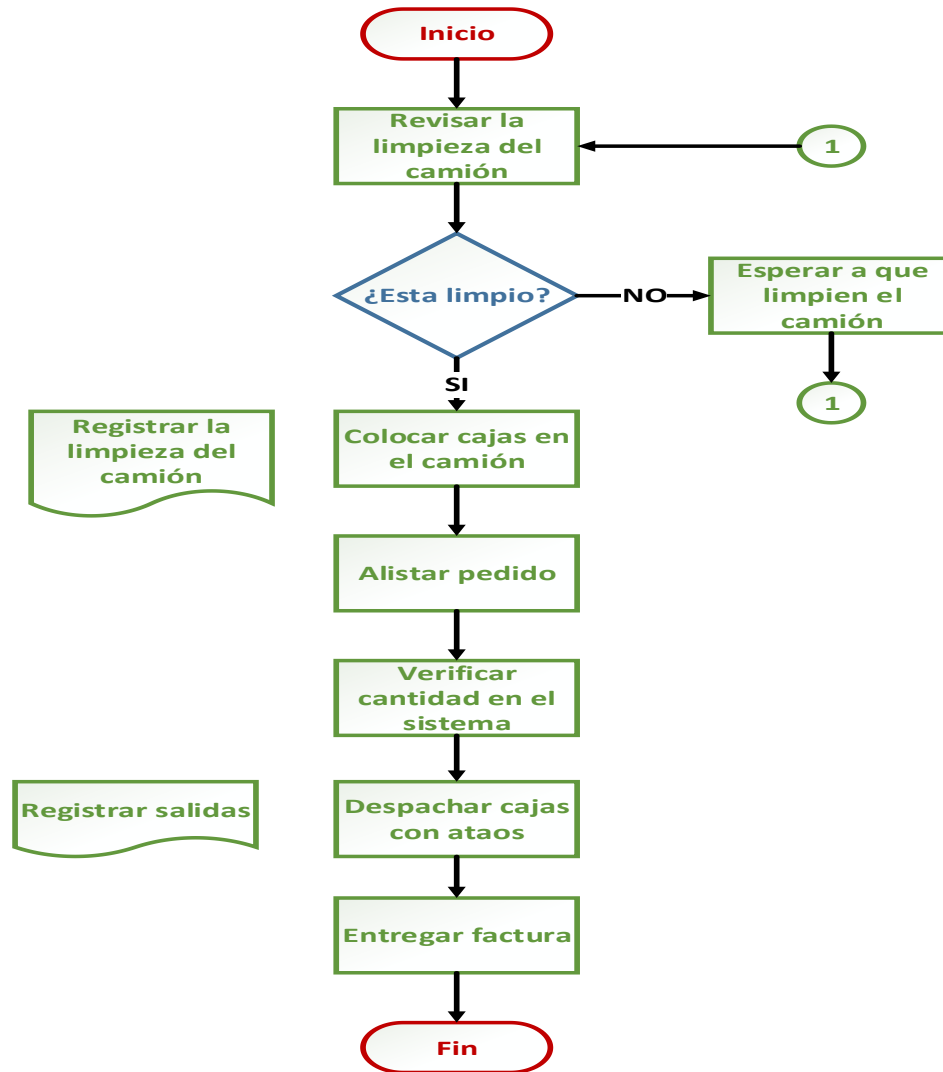 Inicio
Revisar la
limpieza del
camión
1
¿Esta limpio?
NO
Esperar a que
limpien el
camión
1
SI
Registrar la
limpieza del
camión
Colocar cajas en
el camión
Alistar pedido
Verificar
cantidad en el
sistema
Registrar salidas
Despachar cajas
con ataos
Entregar factura
Fin